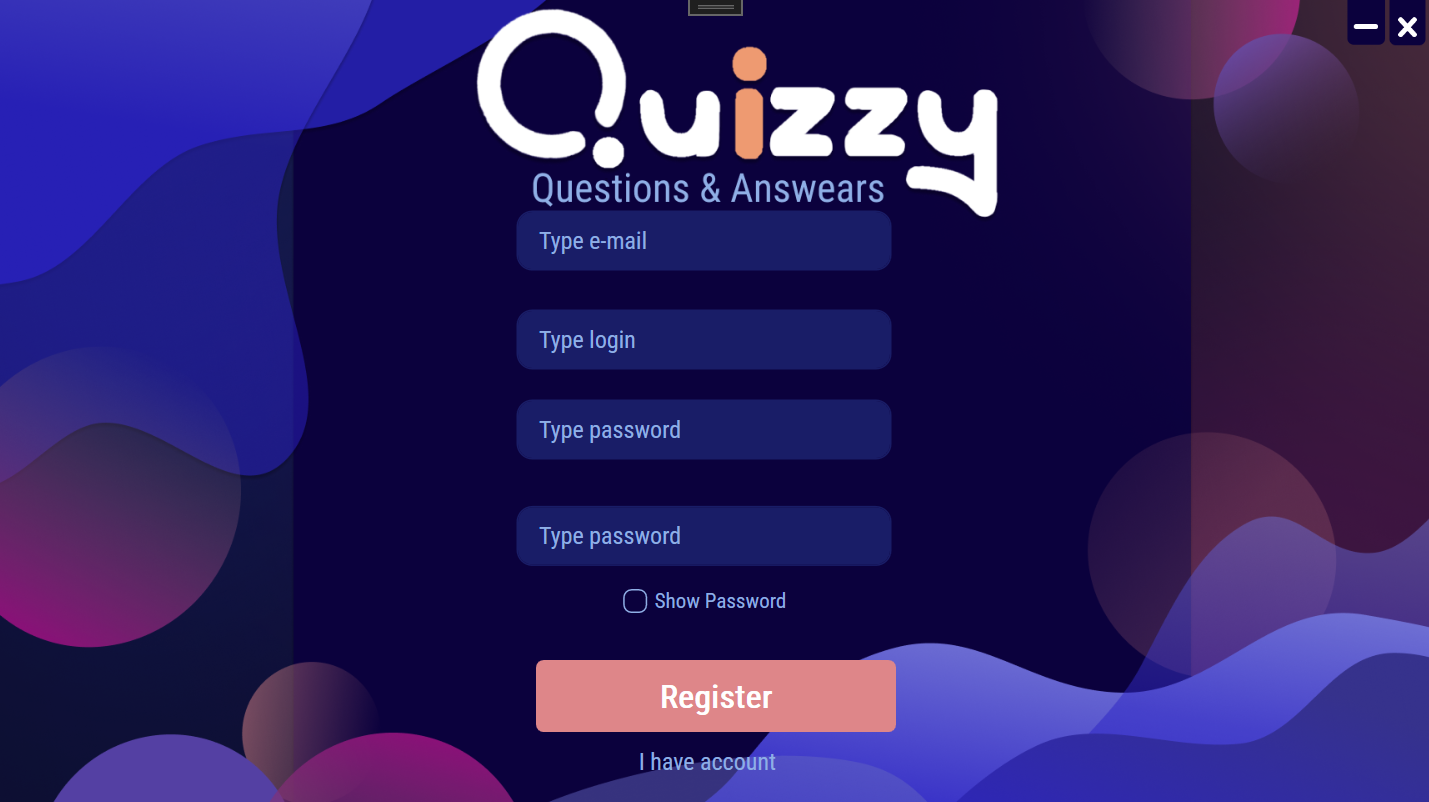 Quizzy
Questions & Answears
Type e-mail
Type login
Type password
Type password
Show Password
Register
I have account